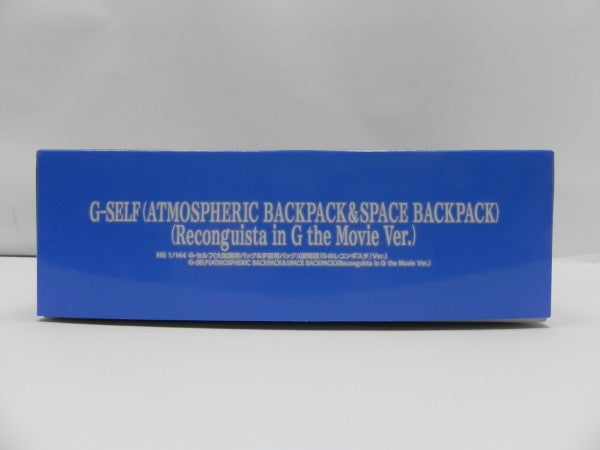 G-SELF(ATMOSPHERIC BACKPACK&SPACE BACKPACK)
(Reconguista in G the Movie Ver.)
HG 1/144 G-セルフ(大気圏用パック&宇宙用パック)(劇場版『Gのレコンギスタ』Ver.)
G-SELF(ATMOSPHERIC BACKPACK&SPACE BACKPACK)(Reconguista in G the Movie Ver.)